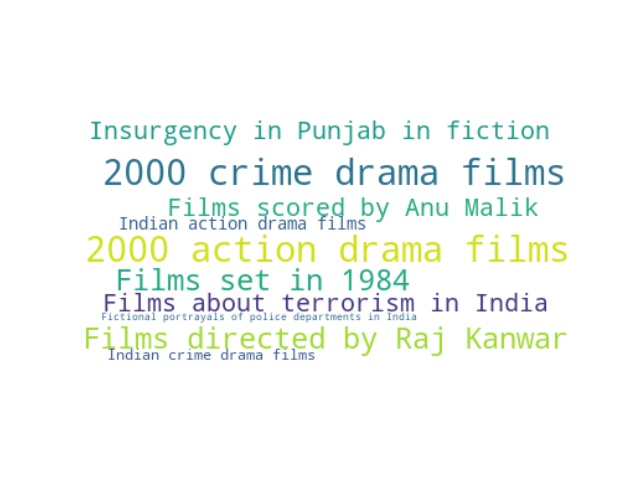 Insurgency in Punjab in fiction
2000 crime drama films
Films scored by Anu Malik
Indian action drama films
2000 action drama films
Films set in 1984
Films about terrorism in India
Fictional portrayals of police departments in India
Films directed by Raj Kanwar
Indian crime drama films